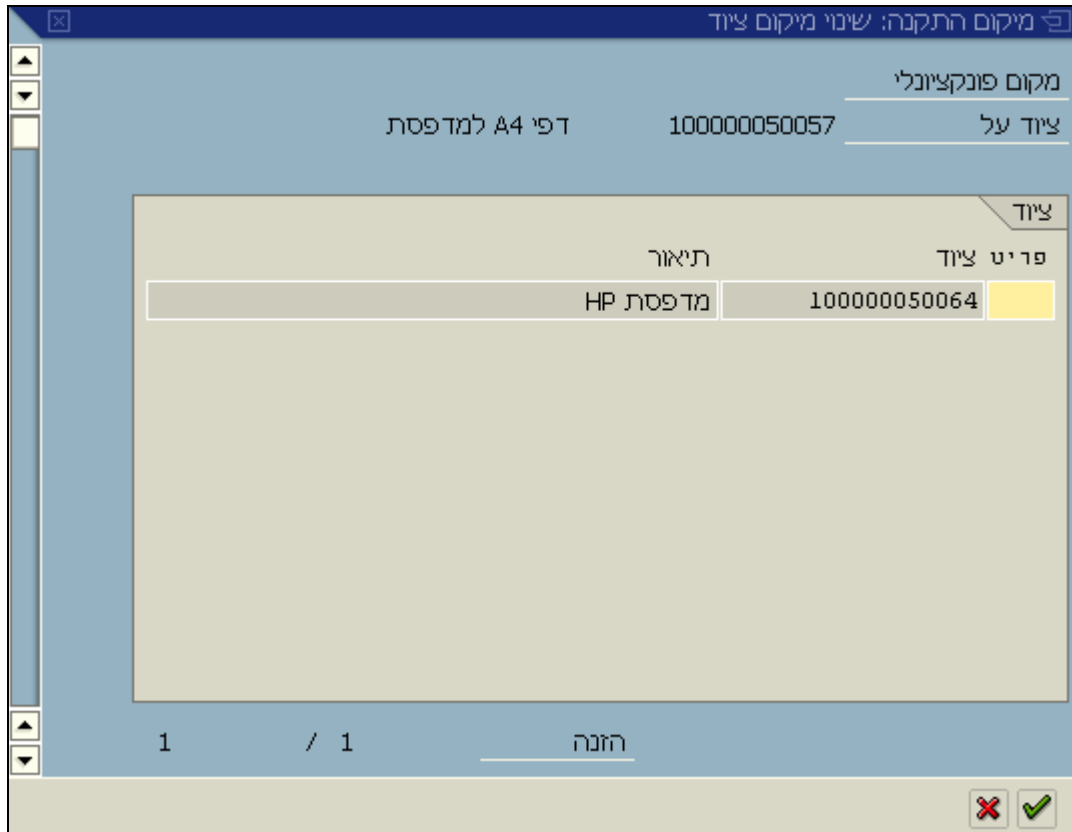 מיקום התקנה: שינוי מיקום ציוד
מקום פונקציונלי
ציוד על 100000050057 דפי A4 למדפסת
ציוד
פריט ציוד תיאור
100000050064 מדפסת HP
הזנה 1 / 1